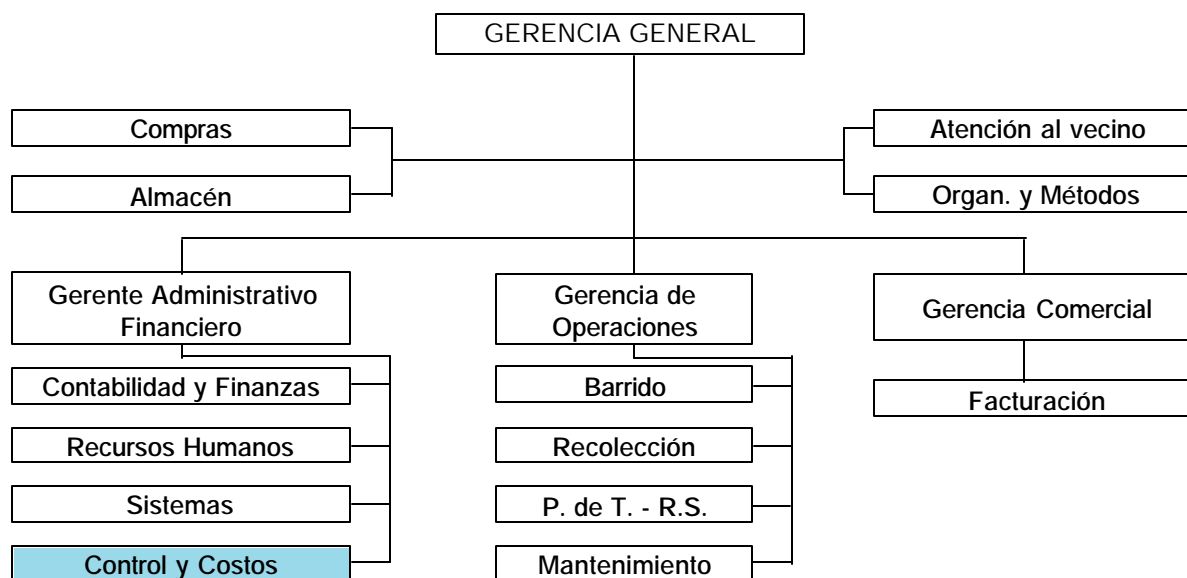 GERENCIA GENERAL
Compras
Atención al vecino
Almacén
Organ. y Métodos
Gerente Administrativo
Financiero
Gerencia de
Operaciones
Gerencia Comercial
Contabilidad y Finanzas
Barrido
Facturación
Recursos Humanos
Recolección
Sistemas
P. de T. - R.S.
Control y Costos
Mantenimiento